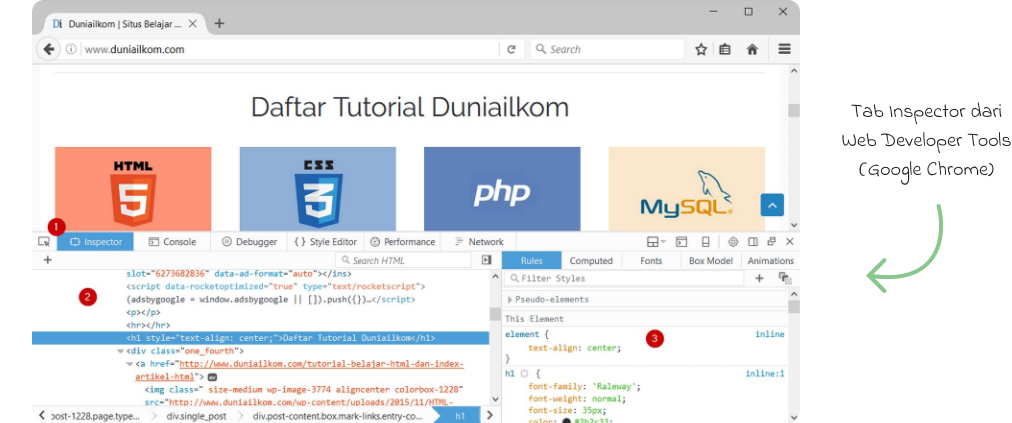 Duniailkom | Situs Belajar ...
www.duniailkom.com
Search
Daftar Tutorial Duniailkom
HTML
5
CSS
3
php
MySQL
Tab Inspector dari
Web Developer Tools
(Google Chrome)
1
Inspector
Console
Debugger
{ } Style Editor
Performance
Network
+
Search HTML
Rules
Computed
Fonts
Box Model
Animations
slot="6273682836" data-ad-format="auto"></ins>
<script data-rocketoptimized="true" type="text/rocketscript">
2
(adsbygoogle = window.adsbygoogle || []).push({})…</script>
<p></p>
<hr></hr>
<h1 style="text-align: center;">Daftar Tutorial Duniailkom</h1>
<div class="one_fourth">
<a href="http://www.duniailkom.com/tutorial-belajar-html-dan-index-
artikel-html">
<img class=" size-medium wp-image-3774 aligncenter colorbox-1228"
src="http://www.duniailkom.com/wp-content/uploads/2015/11/HTML-
Filter Styles
+
Pseudo-elements
This Element
element {
inline
3
text-align: center;
}
h1 {
inline:1
font-family: 'Raleway';
font-weight: normal;
font-size: 35px;
color: #2b2c33;
ost-1228.page.type...
div.single_post
div.post-content.box.mark-links.entry-co...
h1